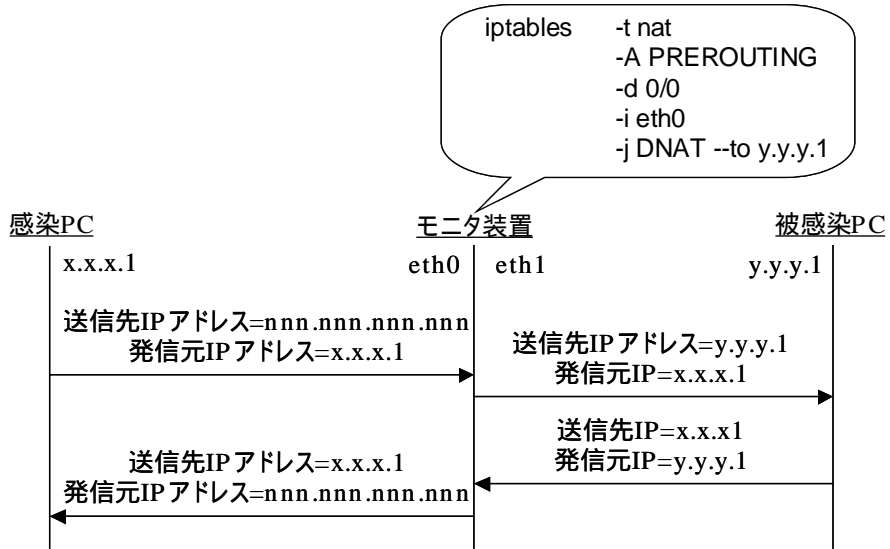 iptables -t nat
-A PREROUTING
-d 0/0
-i eth0
-j DNAT --to y.y.y.1
感染PC モニタ装置 被感染PC
x.x.x.1 eth0 eth1 y.y.y.1
送信先IPアドレス=nnn.nnn.nnn.nnn
発信元IPアドレス=x.x.x.1
送信先IPアドレス=y.y.y.1
発信元IP=x.x.x.1
送信先IP=x.x.x1
発信元IP=y.y.y.1
送信先IPアドレス=x.x.x.1
発信元IPアドレス=nnn.nnn.nnn.nnn